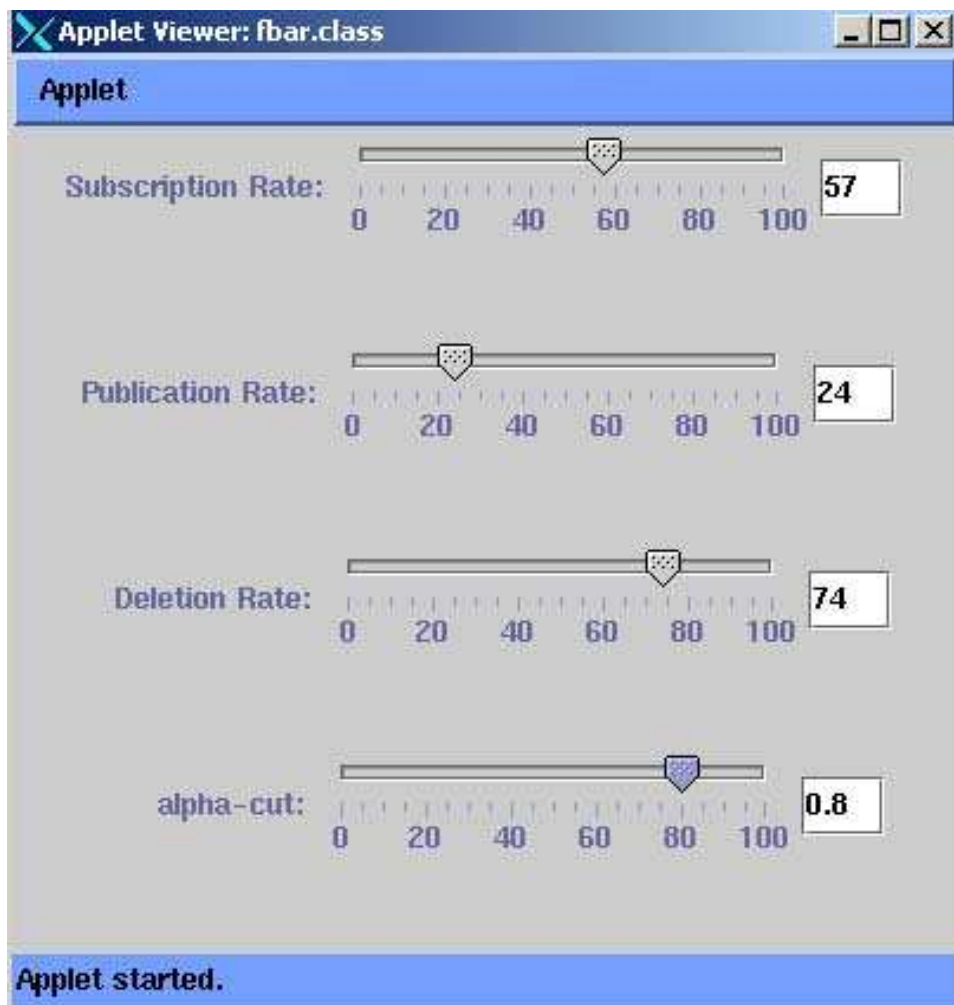 Applet Viewer: fbar.class
Applet
Subscription Rate:
57
0 20 40 60 80 100
Publication Rate:
24
0 20 40 60 80 100
Deletion Rate:
74
0 20 40 60 80 100
alpha-cut:
0.8
0 20 40 60 80 100
Applet started.